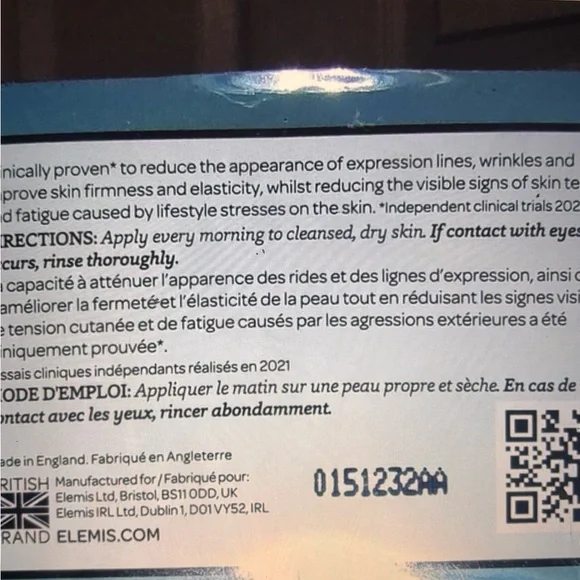 nically proven* to reduce the appearance of expression lines, wrinkles and
prove skin firmness and elasticity, whilst reducing the visible signs of skin te
d fatigue caused by lifestyle stresses on the skin. *Independent clinical trials 202
RECTIONS: Apply every morning to cleansed, dry skin. If contact with eyes
curs, rinse thoroughly.
a capacité à atténuer l'apparence des rides et des lignes d'expression, ainsi q
améliorer la fermeté et l'élasticité de la peau tout en réduisant les signes visi
e tension cutanée et de fatigue causés par les agressions extérieures a été
iniquement prouvée*.
ssais cliniques indépendants réalisés en 2021
ODE D'EMPLOI: Appliquer le matin sur une peau propre et sèche. En cas de
ontact avec les yeux, rincer abondamment.
ade in England. Fabriqué en Angleterre
RITISH
RAND
Manufactured for / Fabriqué pour:
Elemis Ltd, Bristol, BS11 0DD, UK
Elemis IRL Ltd, Dublin 1, D01 VY52, IRL
ELEMIS.COM
0151232AA